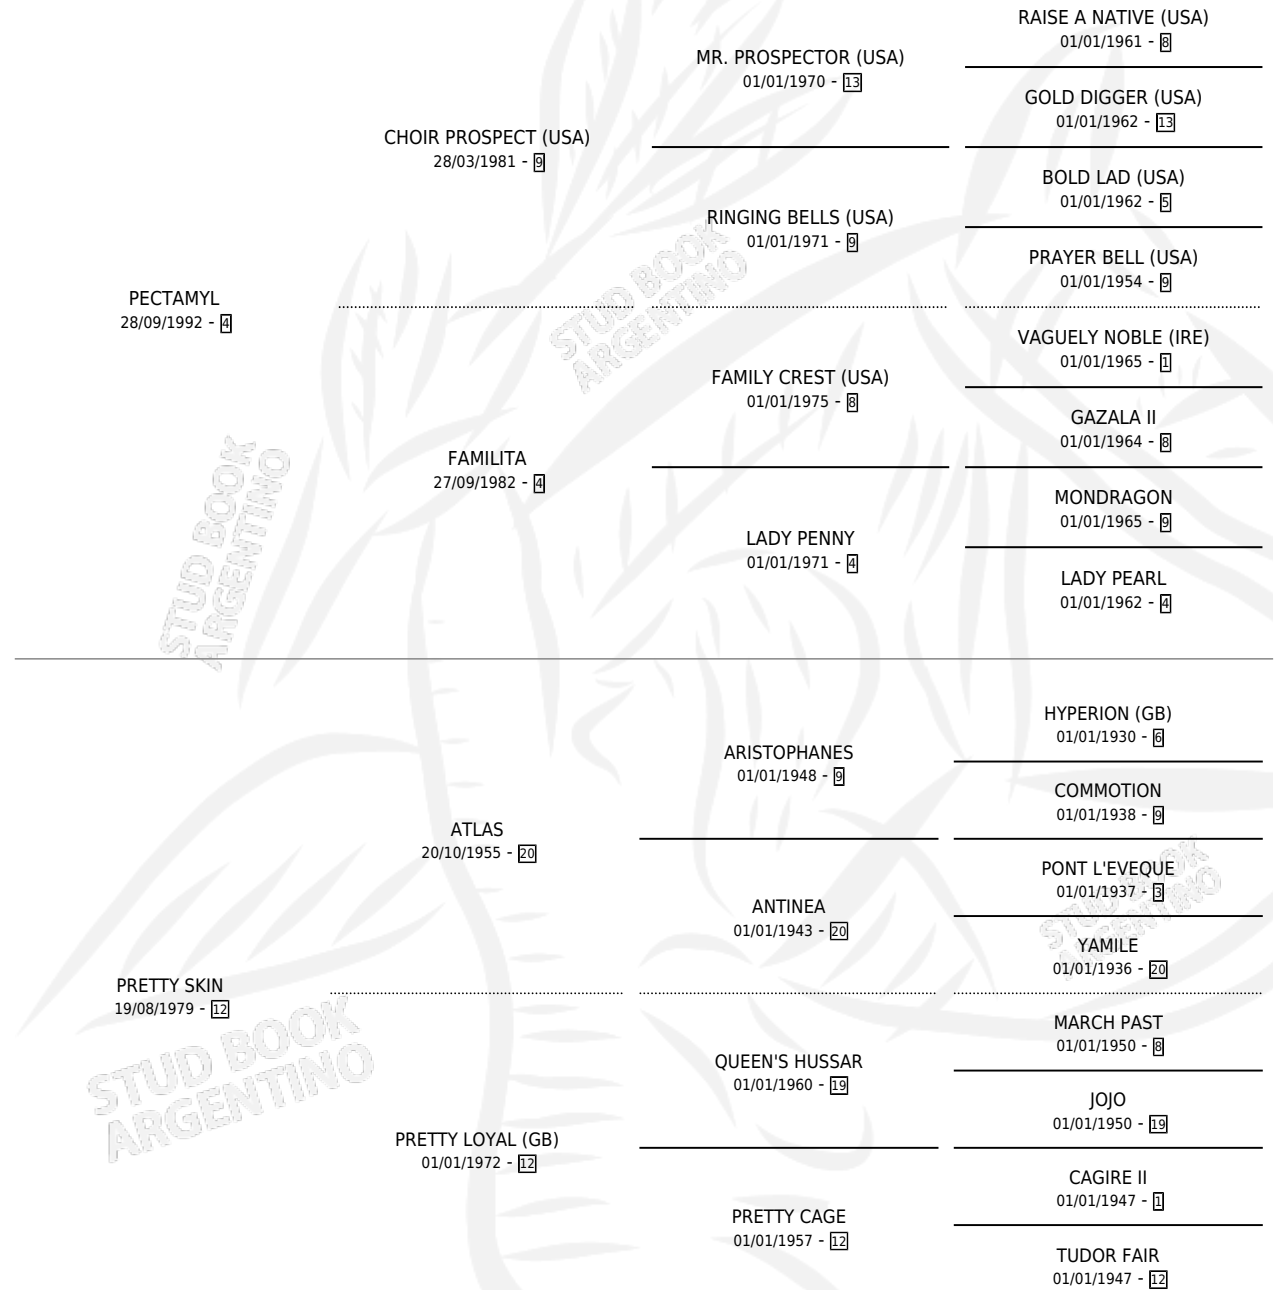 RAISE A NATIVE (USA)
01/01/1961 - 8
MR. PROSPECTOR (USA)
01/01/1970 - 13
GOLD DIGGER (USA)
01/01/1962 - 13
CHOIR PROSPECT (USA)
28/03/1981 - 9
BOLD LAD (USA)
01/01/1962 - 5
RINGING BELLS (USA)
01/01/1971 - 9
PRAYER BELL (USA)
01/01/1954 - 9
PECTAMYL
28/09/1992 - 4
VAGUELY NOBLE (IRE)
01/01/1965 - 1
FAMILY CREST (USA)
01/01/1975 - 8
GAZALA II
01/01/1964 - 8
FAMILITA
27/09/1982 - 4
MONDRAGON
01/01/1965 - 9
LADY PENNY
01/01/1971 - 4
LADY PEARL
01/01/1962 - 4
HYPERION (GB)
01/01/1930 - 6
ARISTOPHANES
01/01/1948 - 9
COMMOTION
01/01/1938 - 9
ATLAS
20/10/1955 - 20
PONT L'EVEQUE
01/01/1937 - 3
ANTINEA
01/01/1943 - 20
YAMILE
01/01/1936 - 20
PRETTY SKIN
19/08/1979 - 12
MARCH PAST
01/01/1950 - 8
QUEEN'S HUSSAR
01/01/1960 - 19
JOJO
01/01/1950 - 19
PRETTY LOYAL (GB)
01/01/1972 - 12
CAGIRE II
01/01/1947 - 1
PRETTY CAGE
01/01/1957 - 12
TUDOR FAIR
01/01/1947 - 12
STUD BOOK
ARGENTINO
STUD BOOK
ARGENTINO
STUD BOOK
ARGENTINO
STUD BOOK
ARGENTINO